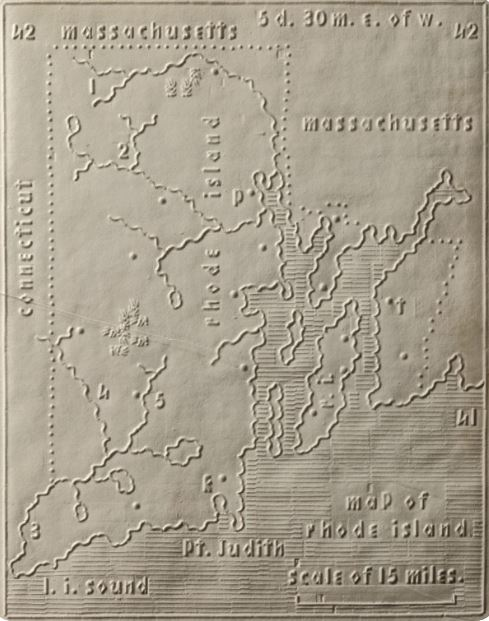 42 massachusetts
5 d. 30 m. e. of w.
42
1
massachusetts
2
rhode island
p
connecticut
t
4
5
41
k
map of
rhode island.
3
Pt. Judith
l. i. sound
scale of 15 miles.